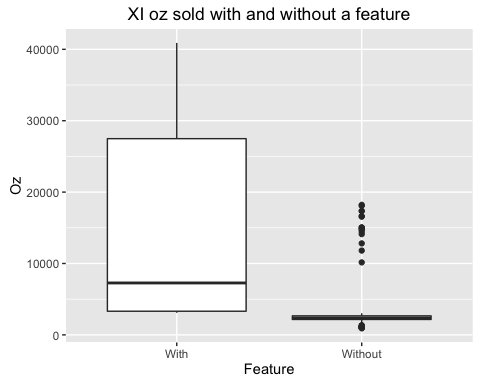 XI oz sold with and without a feature
40000
30000
20000
10000
0
Oz
With
Without
Feature